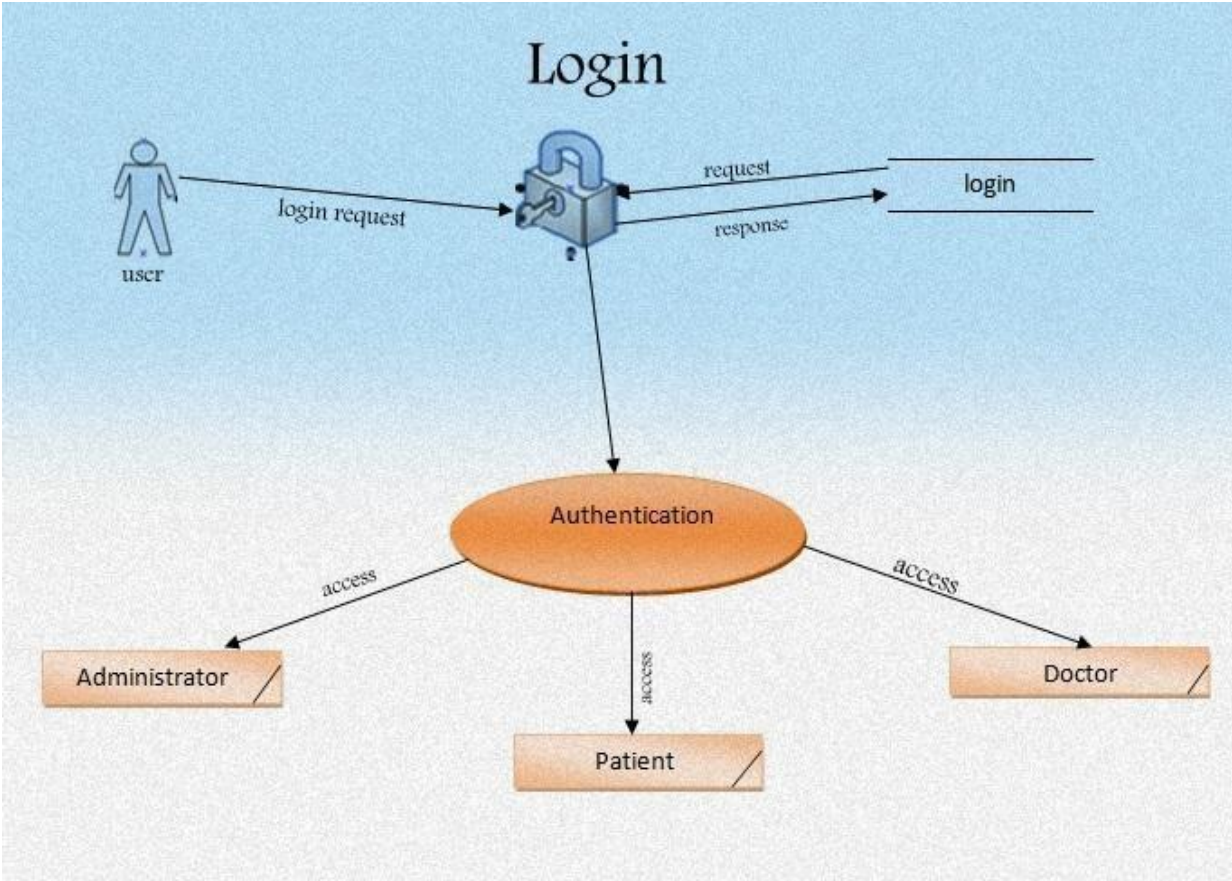 Login
request
login
login request
response
user
Authentication
access
access
access
Administrator
Doctor
Patient